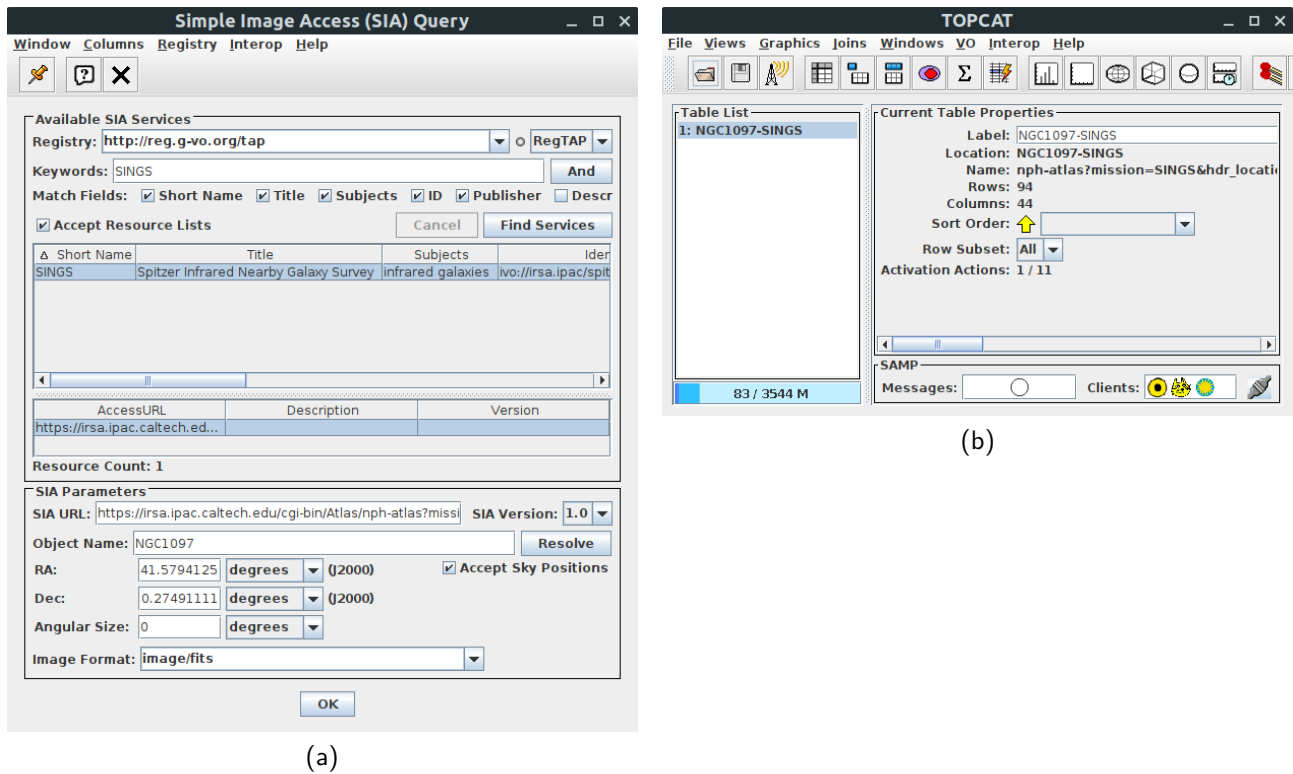 Simple Image Access (SIA) Query
Window Columns Registry Interop Help
Available SIA Services
Registry: http://reg.g-vo.org/tap RegTAP
Keywords: SINGS And
Match Fields: Short Name Title Subjects ID Publisher Descr
Accept Resource Lists Cancel Find Services
Short Name Title Subjects Iden
SINGS Spitzer Infrared Nearby Galaxy Survey infrared galaxies ivo://irsa.ipac/spit
AccessURL Description Version
https://irsa.ipac.caltech.ed...
Resource Count: 1
SIA Parameters
SIA URL: https://irsa.ipac.caltech.edu/cgi-bin/Atlas/nph-atlas?missi SIA Version: 1.0
Object Name: NGC1097 Resolve
RA: 41.5794125 degrees (J2000) Accept Sky Positions
Dec: 0.27491111 degrees (J2000)
Angular Size: 0 degrees
Image Format: image/fits
OK
(a)
TOPCAT
File Views Graphics Joins Windows VO Interop Help
Table List
1: NGC1097-SINGS
83 / 3544 M
Current Table Properties
Label: NGC1097-SINGS
Location: NGC1097-SINGS
Name: nph-atlas?mission=SINGS&hdr_locati
Rows: 94
Columns: 44
Sort Order:
Row Subset: All
Activation Actions: 1 / 11
SAMP
Messages: Clients:
(b)